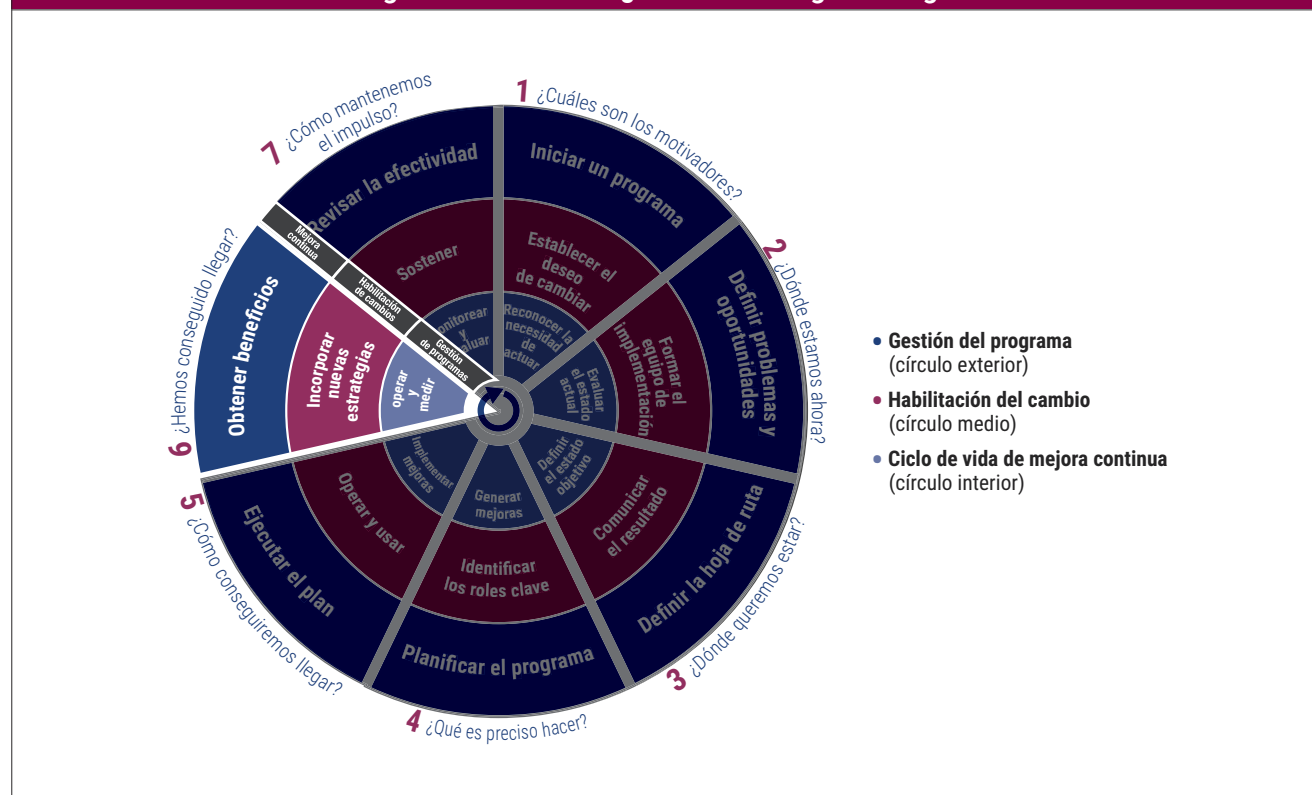 1 ¿Cuáles son los motivadores?
Iniciar un programa
Establecer el
deseo
de cambiar
Reconocer la
necesidad
de
actuar
2 ¿Dónde estamos ahora?
Definir problemas y
oportunidades
Formar el
equipo de
implementación
Evaluar
el estado
actual
3 ¿Dónde queremos estar?
Definir la hoja de ruta
Comunicar
el resultado
Definir
el estado
objetivo
4 ¿Qué es preciso hacer?
Planificar el programa
Identificar
los roles clave
Generar
mejoras
5 ¿Cómo conseguiremos llegar?
Ejecutar el plan
Operar y usar
Implementar
mejoras
6 ¿Hemos conseguido llegar?
Obtener beneficios
Incorporar
nuevas
estrategias
operar
y
medir
7 ¿Cómo mantenemos
el impulso?
Revisar la efectividad
Sostener
y
Mejora
continua
Habilitación
de cambios
Gestión
de programas
• Gestión del programa
(círculo exterior)
• Habilitación del cambio
(círculo medio)
• Ciclo de vida de mejora continua
(círculo interior)